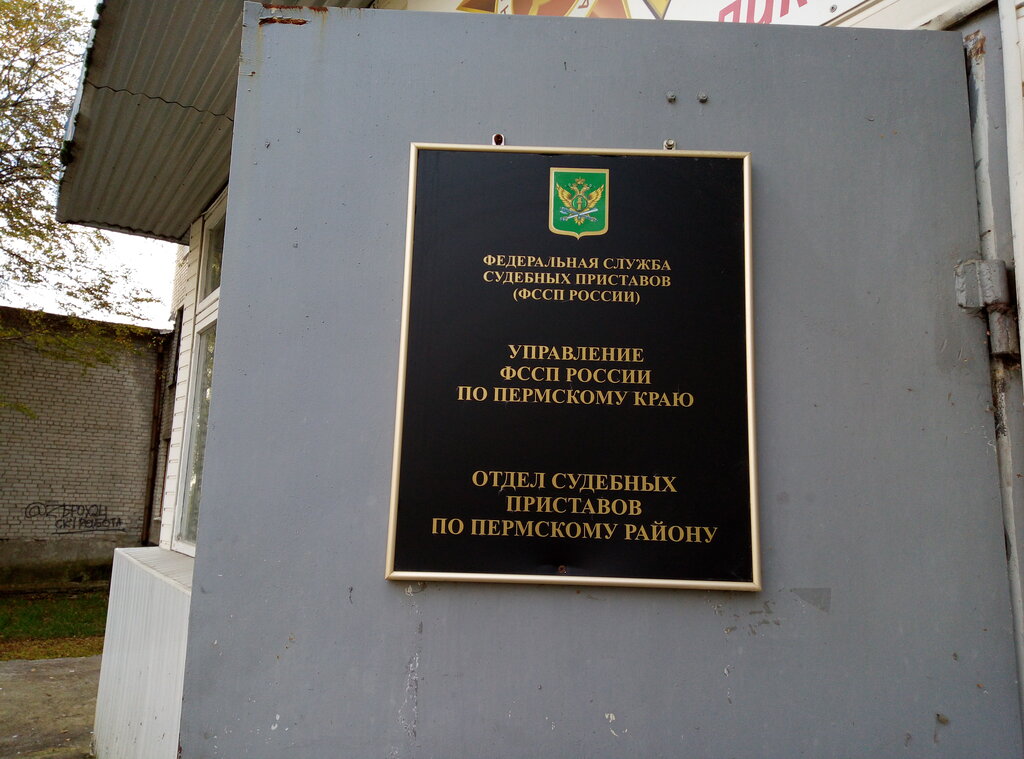 ФЕДЕРАЛЬНАЯ СЛУЖБА
СУДЕБНЫХ ПРИСТАВОВ
(ФССП РОССИИ)
УПРАВЛЕНИЕ
ФССП РОССИИ
ПО ПЕРМСКОМУ КРАЮ
ОТДЕЛ СУДЕБНЫХ
ПРИСТАВОВ
ПО ПЕРМСКОМУ РАЙОНУ